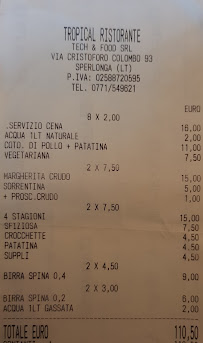 TROPICAL RISTORANTE
TECH & FOOD SRL
VIA CRISTOFORO COLOMBO 93
SPERLONGA (LT)
P.IVA: 02588720595
TEL. 0771/549621
EURO
8 X 2,00
.SERVIZIO CENA 16,00
ACQUA 1LT NATURALE 2,00
COTO. DI POLLO + PATATINA 11,00
VEGETARIANA 7,50
2 X 7,50
MARGHERITA CRUDO 15,00
SORRENTINA 5,00
+ PROSC.CRUDO 1,00
2 X 7,50
4 STAGIONI 15,00
SFIZIOSA 7,50
CROCCHETTE 4,50
PATATINA 4,50
SUPPLI 4,50
2 X 4,50
BIRRA SPINA 0,4 9,00
2 X 3,00
BIRRA SPINA 0,2 6,00
ACQUA 1LT GASSATA 2,00
TOTALE EURO 110,50